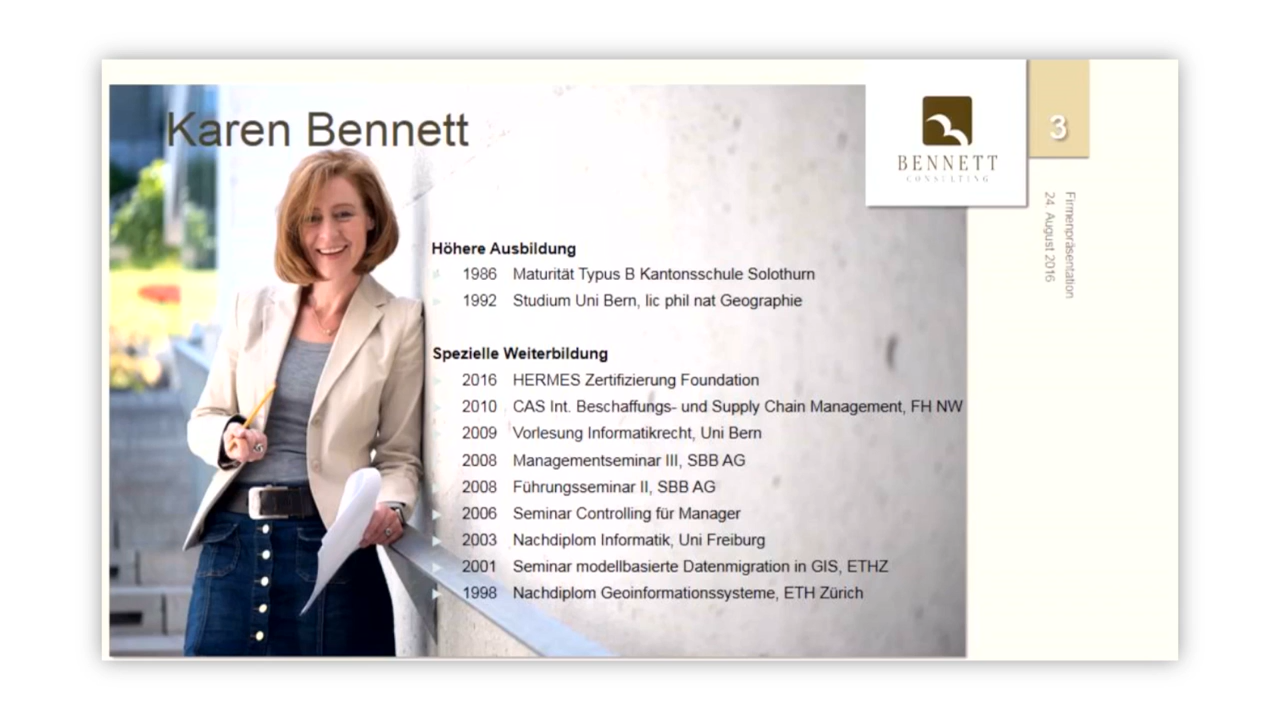 Karen Bennett
BENNETT
CONSULTING
3
Firmenpräsentation
24. August 2016
Höhere Ausbildung
1986 Maturität Typus B Kantonsschule Solothurn
1992 Studium Uni Bern, lic phil nat Geographie
Spezielle Weiterbildung
2016 HERMES Zertifizierung Foundation
2010 CAS Int. Beschaffungs- und Supply Chain Management, FH NW
2009 Vorlesung Informatikrecht, Uni Bern
2008 Managementseminar III, SBB AG
2008 Führungsseminar II, SBB AG
2006 Seminar Controlling für Manager
2003 Nachdiplom Informatik, Uni Freiburg
2001 Seminar modellbasierte Datenmigration in GIS, ETHZ
1998 Nachdiplom Geoinformationssysteme, ETH Zürich